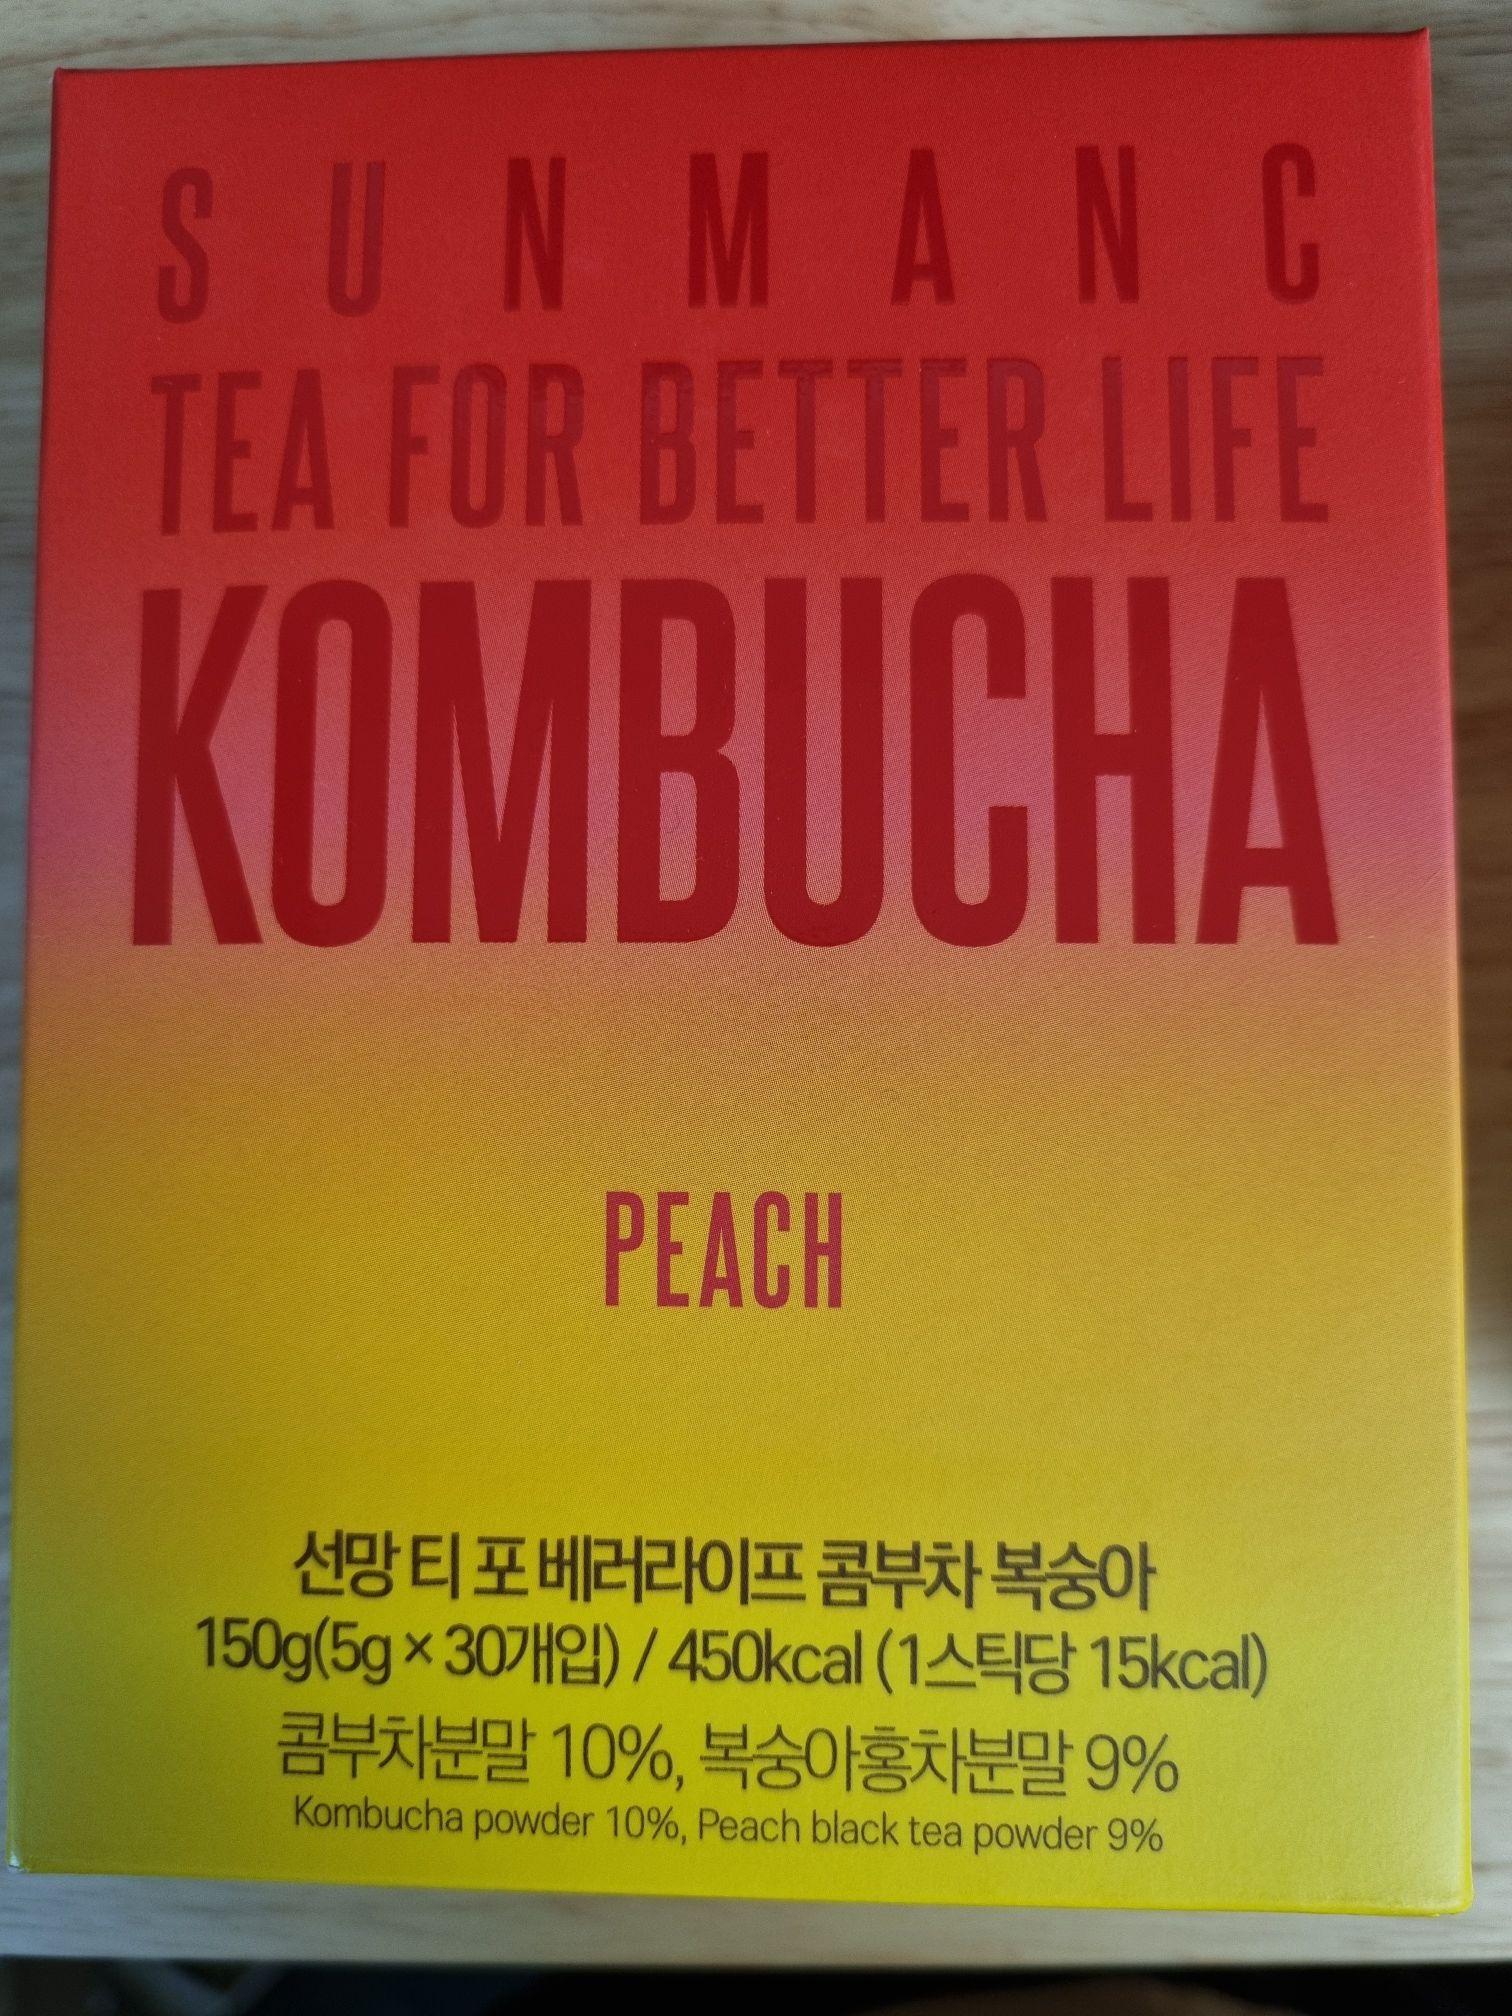 SUNMANC
TEA FOR BETTER LIFE
KOMBUCHA
PEACH
선망 티 포 베러라이프 콤부차 복숭아
150g(5g × 30개입) / 450kcal (1스틱당 15kcal)
콤부차분말 10%, 복숭아홍차분말 9%
Kombucha powder 10%, Peach black tea powder 9%